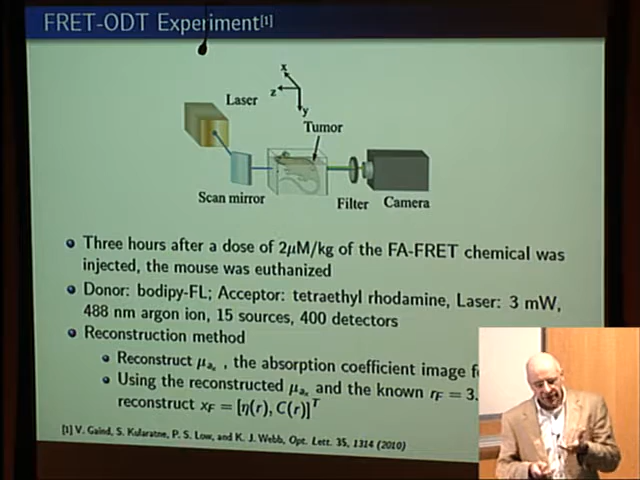 FRET-ODT Experiment[1]
x
z
y
Laser
Tumor
Scan mirror
Filter
Camera
Three hours after a dose of 2μM/kg of the FA-FRET chemical was
injected, the mouse was euthanized
Donor: bodipy-FL; Acceptor: tetraethyl rhodamine, Laser: 3 mW,
488 nm argon ion, 15 sources, 400 detectors
Reconstruction method
Reconstruct μaₓ , the absorption coefficient image
Using the reconstructed μaₓ and the known rF = 3.
reconstruct xF = [η(r), C(r)]ᵀ
[1] V. Gaind, S. Kularatne, P. S. Low, and K. J. Webb, Opt. Lett. 35, 1314 (2010)